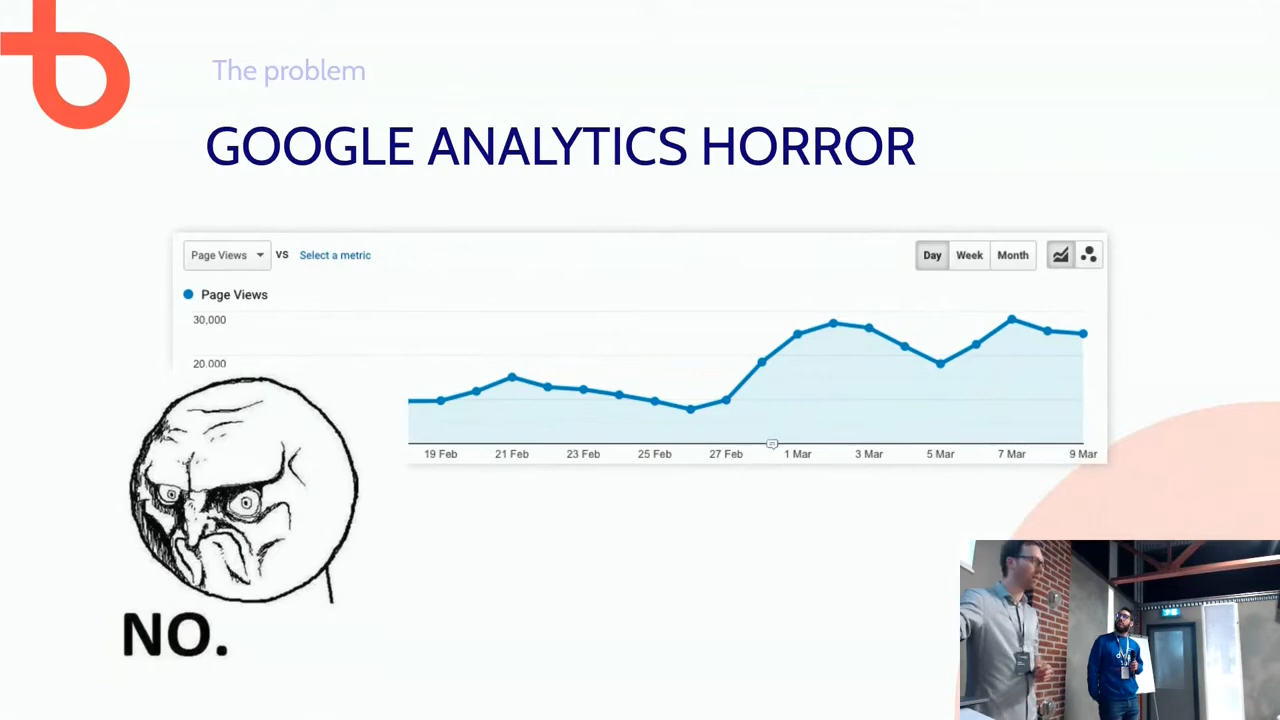 The problem
GOOGLE ANALYTICS HORROR
Page Views VS Select a metric Day Week Month
Page Views
30,000
20,000
19 Feb 21 Feb 23 Feb 25 Feb 27 Feb 1 Mar 3 Mar 5 Mar 7 Mar 9 Mar
NO.